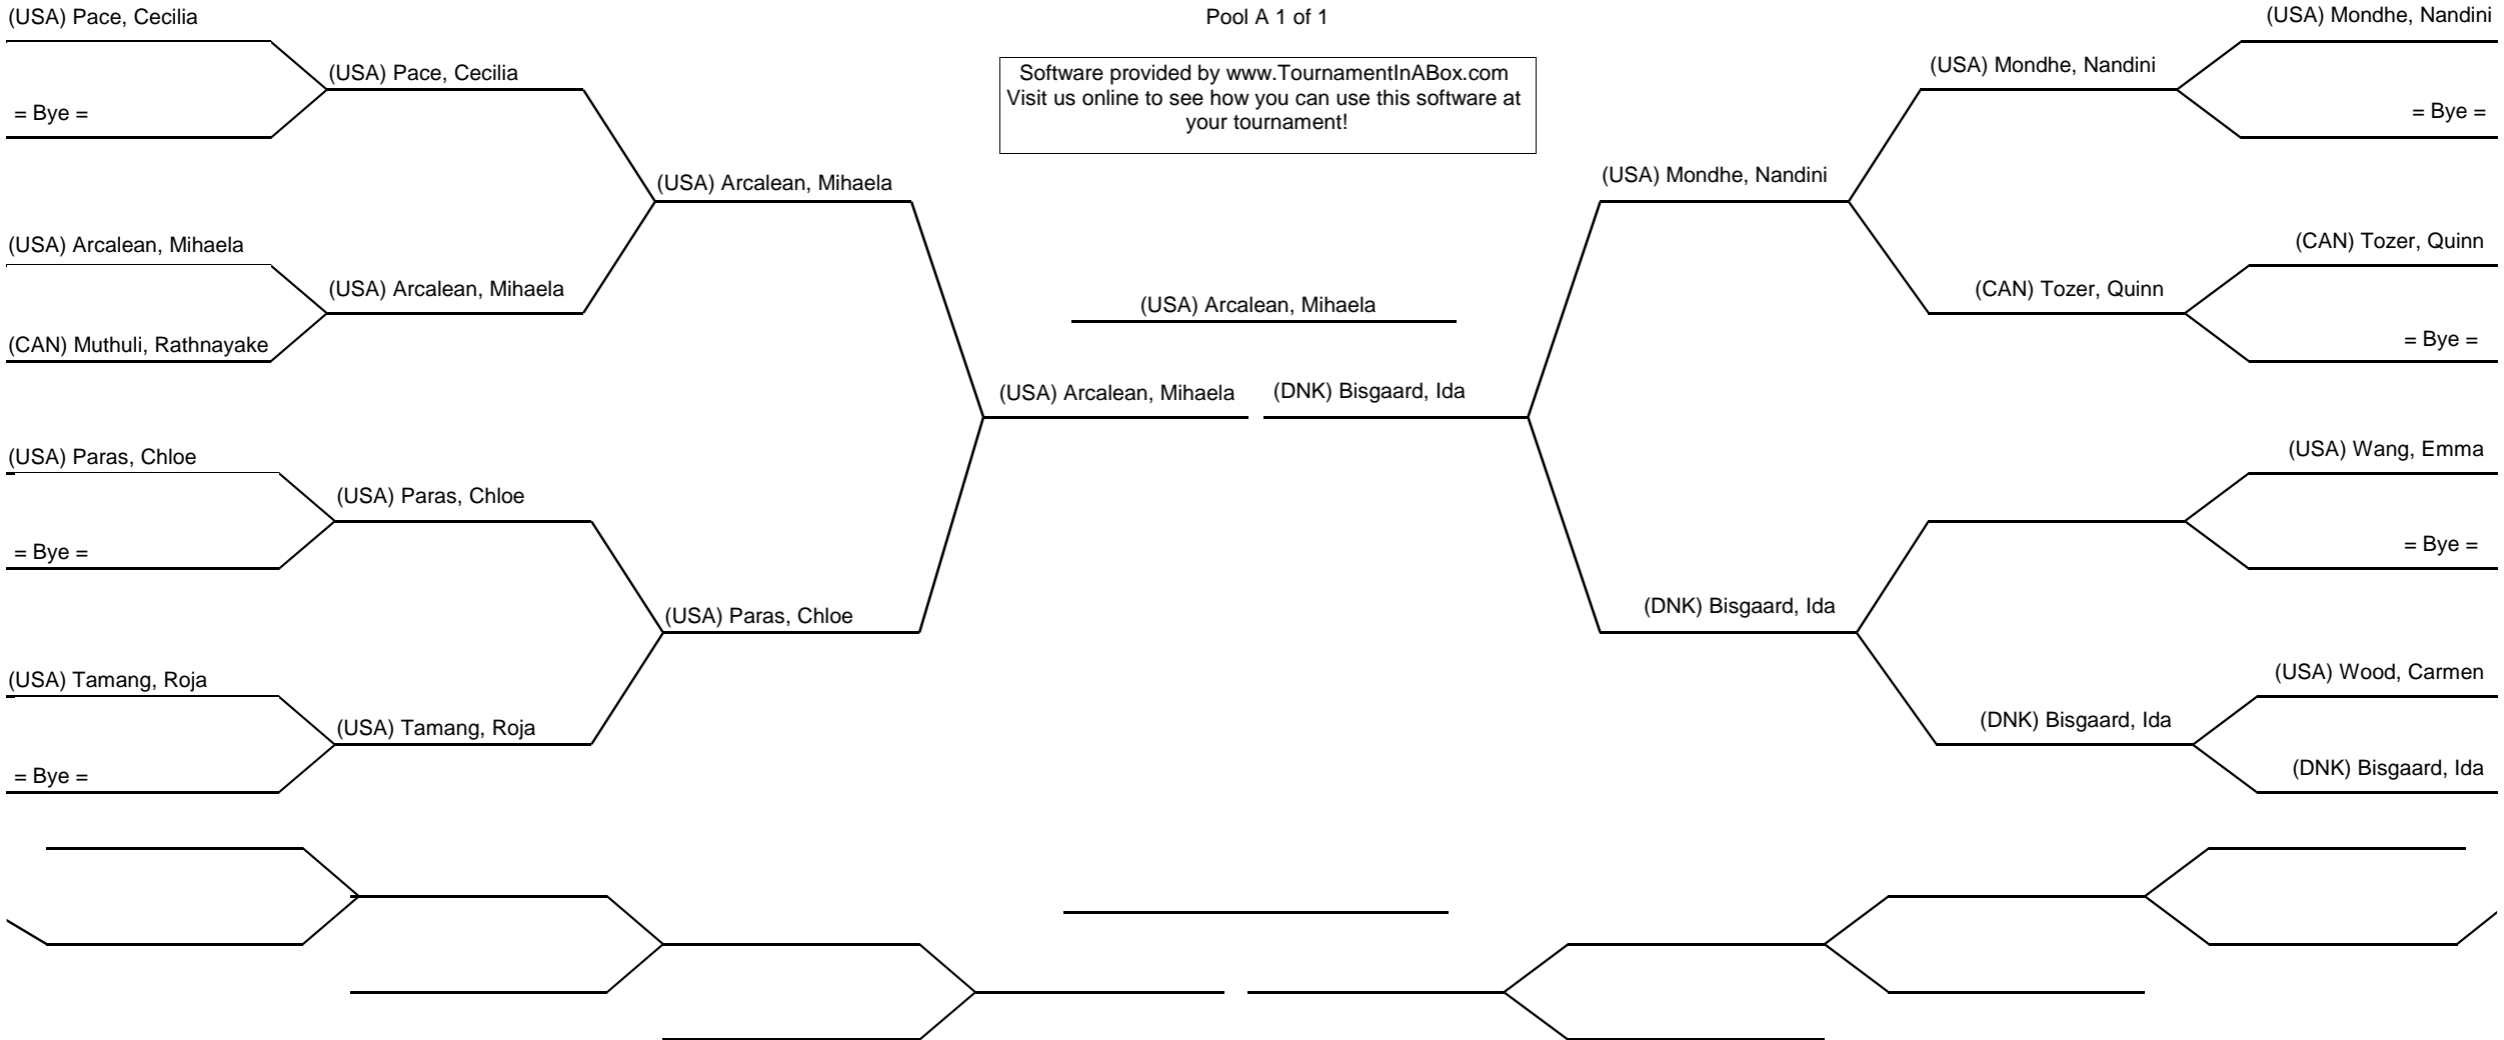 (USA) Pace, Cecilia
= Bye =
(USA) Arcalean, Mihaela
(CAN) Muthuli, Rathnayake
(USA) Paras, Chloe
= Bye =
(USA) Tamang, Roja
= Bye =
(USA) Pace, Cecilia
(USA) Arcalean, Mihaela
(USA) Paras, Chloe
(USA) Tamang, Roja
(USA) Arcalean, Mihaela
(USA) Paras, Chloe
Pool A 1 of 1
Software provided by www.TournamentInABox.com
Visit us online to see how you can use this software at
your tournament!
(USA) Arcalean, Mihaela
(USA) Arcalean, Mihaela
(DNK) Bisgaard, Ida
(USA) Mondhe, Nandini
(DNK) Bisgaard, Ida
(USA) Mondhe, Nandini
(CAN) Tozer, Quinn
(DNK) Bisgaard, Ida
(USA) Mondhe, Nandini
= Bye =
(CAN) Tozer, Quinn
= Bye =
(USA) Wang, Emma
= Bye =
(USA) Wood, Carmen
(DNK) Bisgaard, Ida